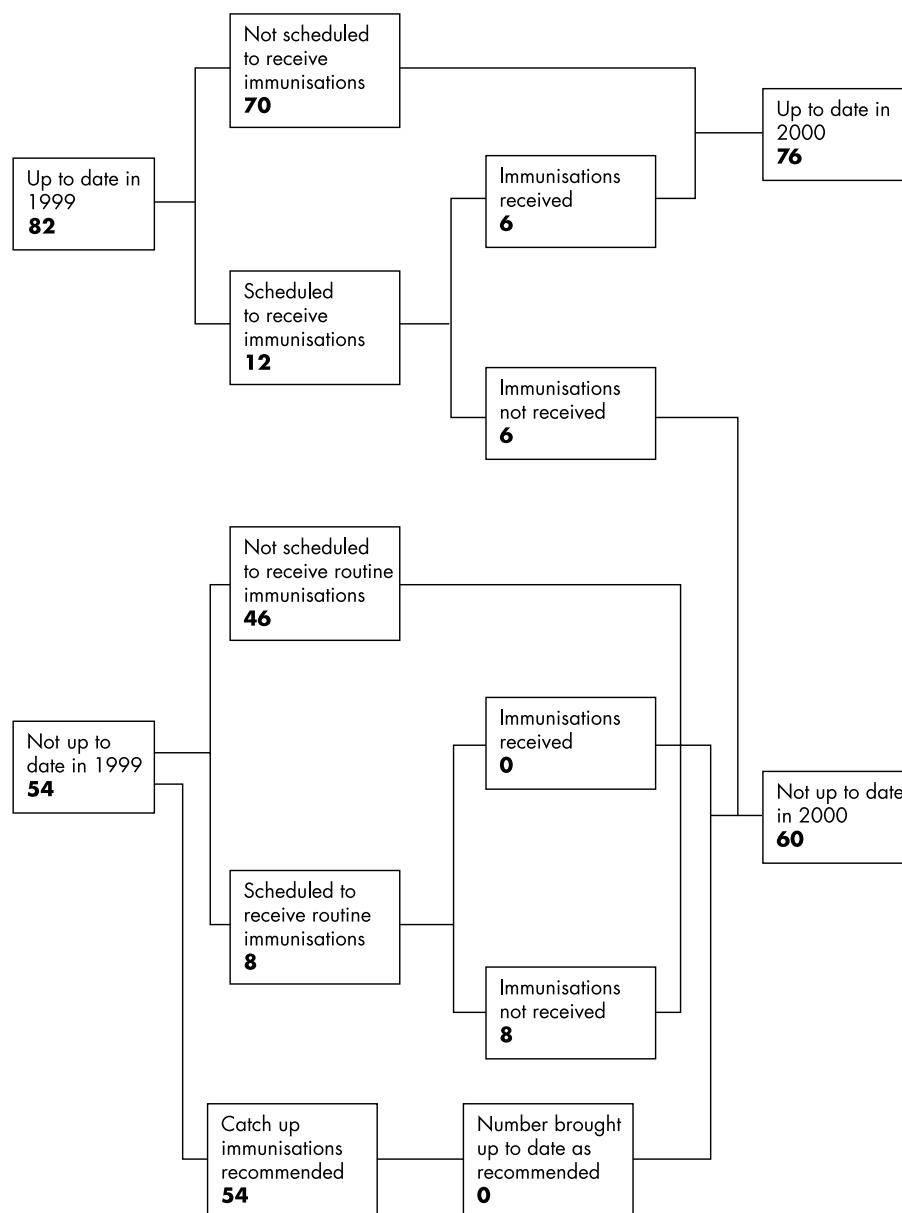 Not scheduled
to receive
immunisations
70
Up to date in
2000
76
Up to date in
1999
82
Immunisations
received
6
Scheduled
to receive
immunisations
12
Immunisations
not received
6
Not scheduled
to receive routine
immunisations
46
Immunisations
received
0
Not up to
date in 1999
54
Not up to date
in 2000
60
Scheduled to
receive routine
immunisations
8
Immunisations
not received
8
Catch up
immunisations
recommended
54
Number brought
up to date as
recommended
0